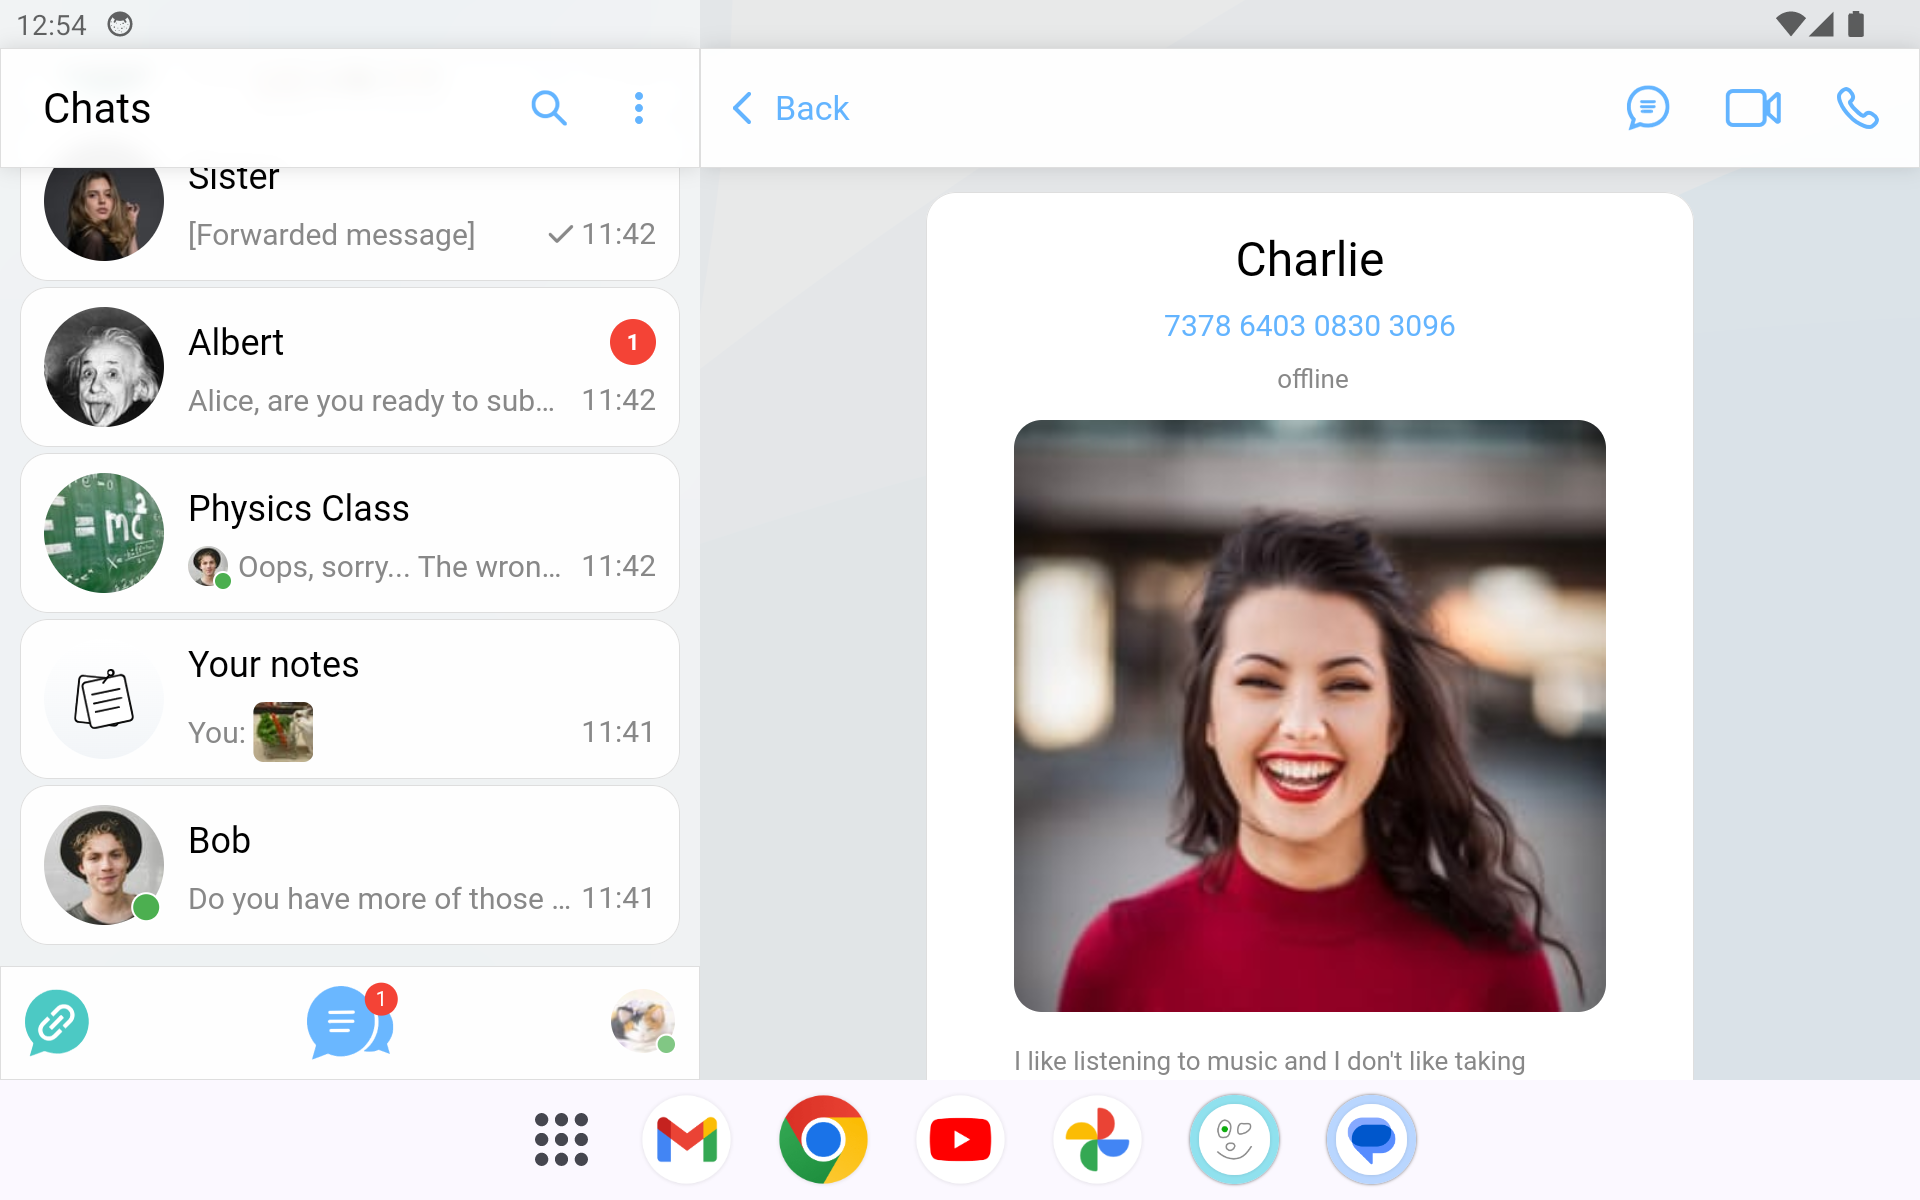 12:54
Chats
Back
Sister
[Forwarded message]
11:42
Albert
1
Alice, are you ready to sub...
11:42
Physics Class
Oops, sorry... The wron...
11:42
Your notes
You:
11:41
Bob
Do you have more of those ...
11:41
1
Charlie
7378 6403 0830 3096
offline
I like listening to music and I don't like taking